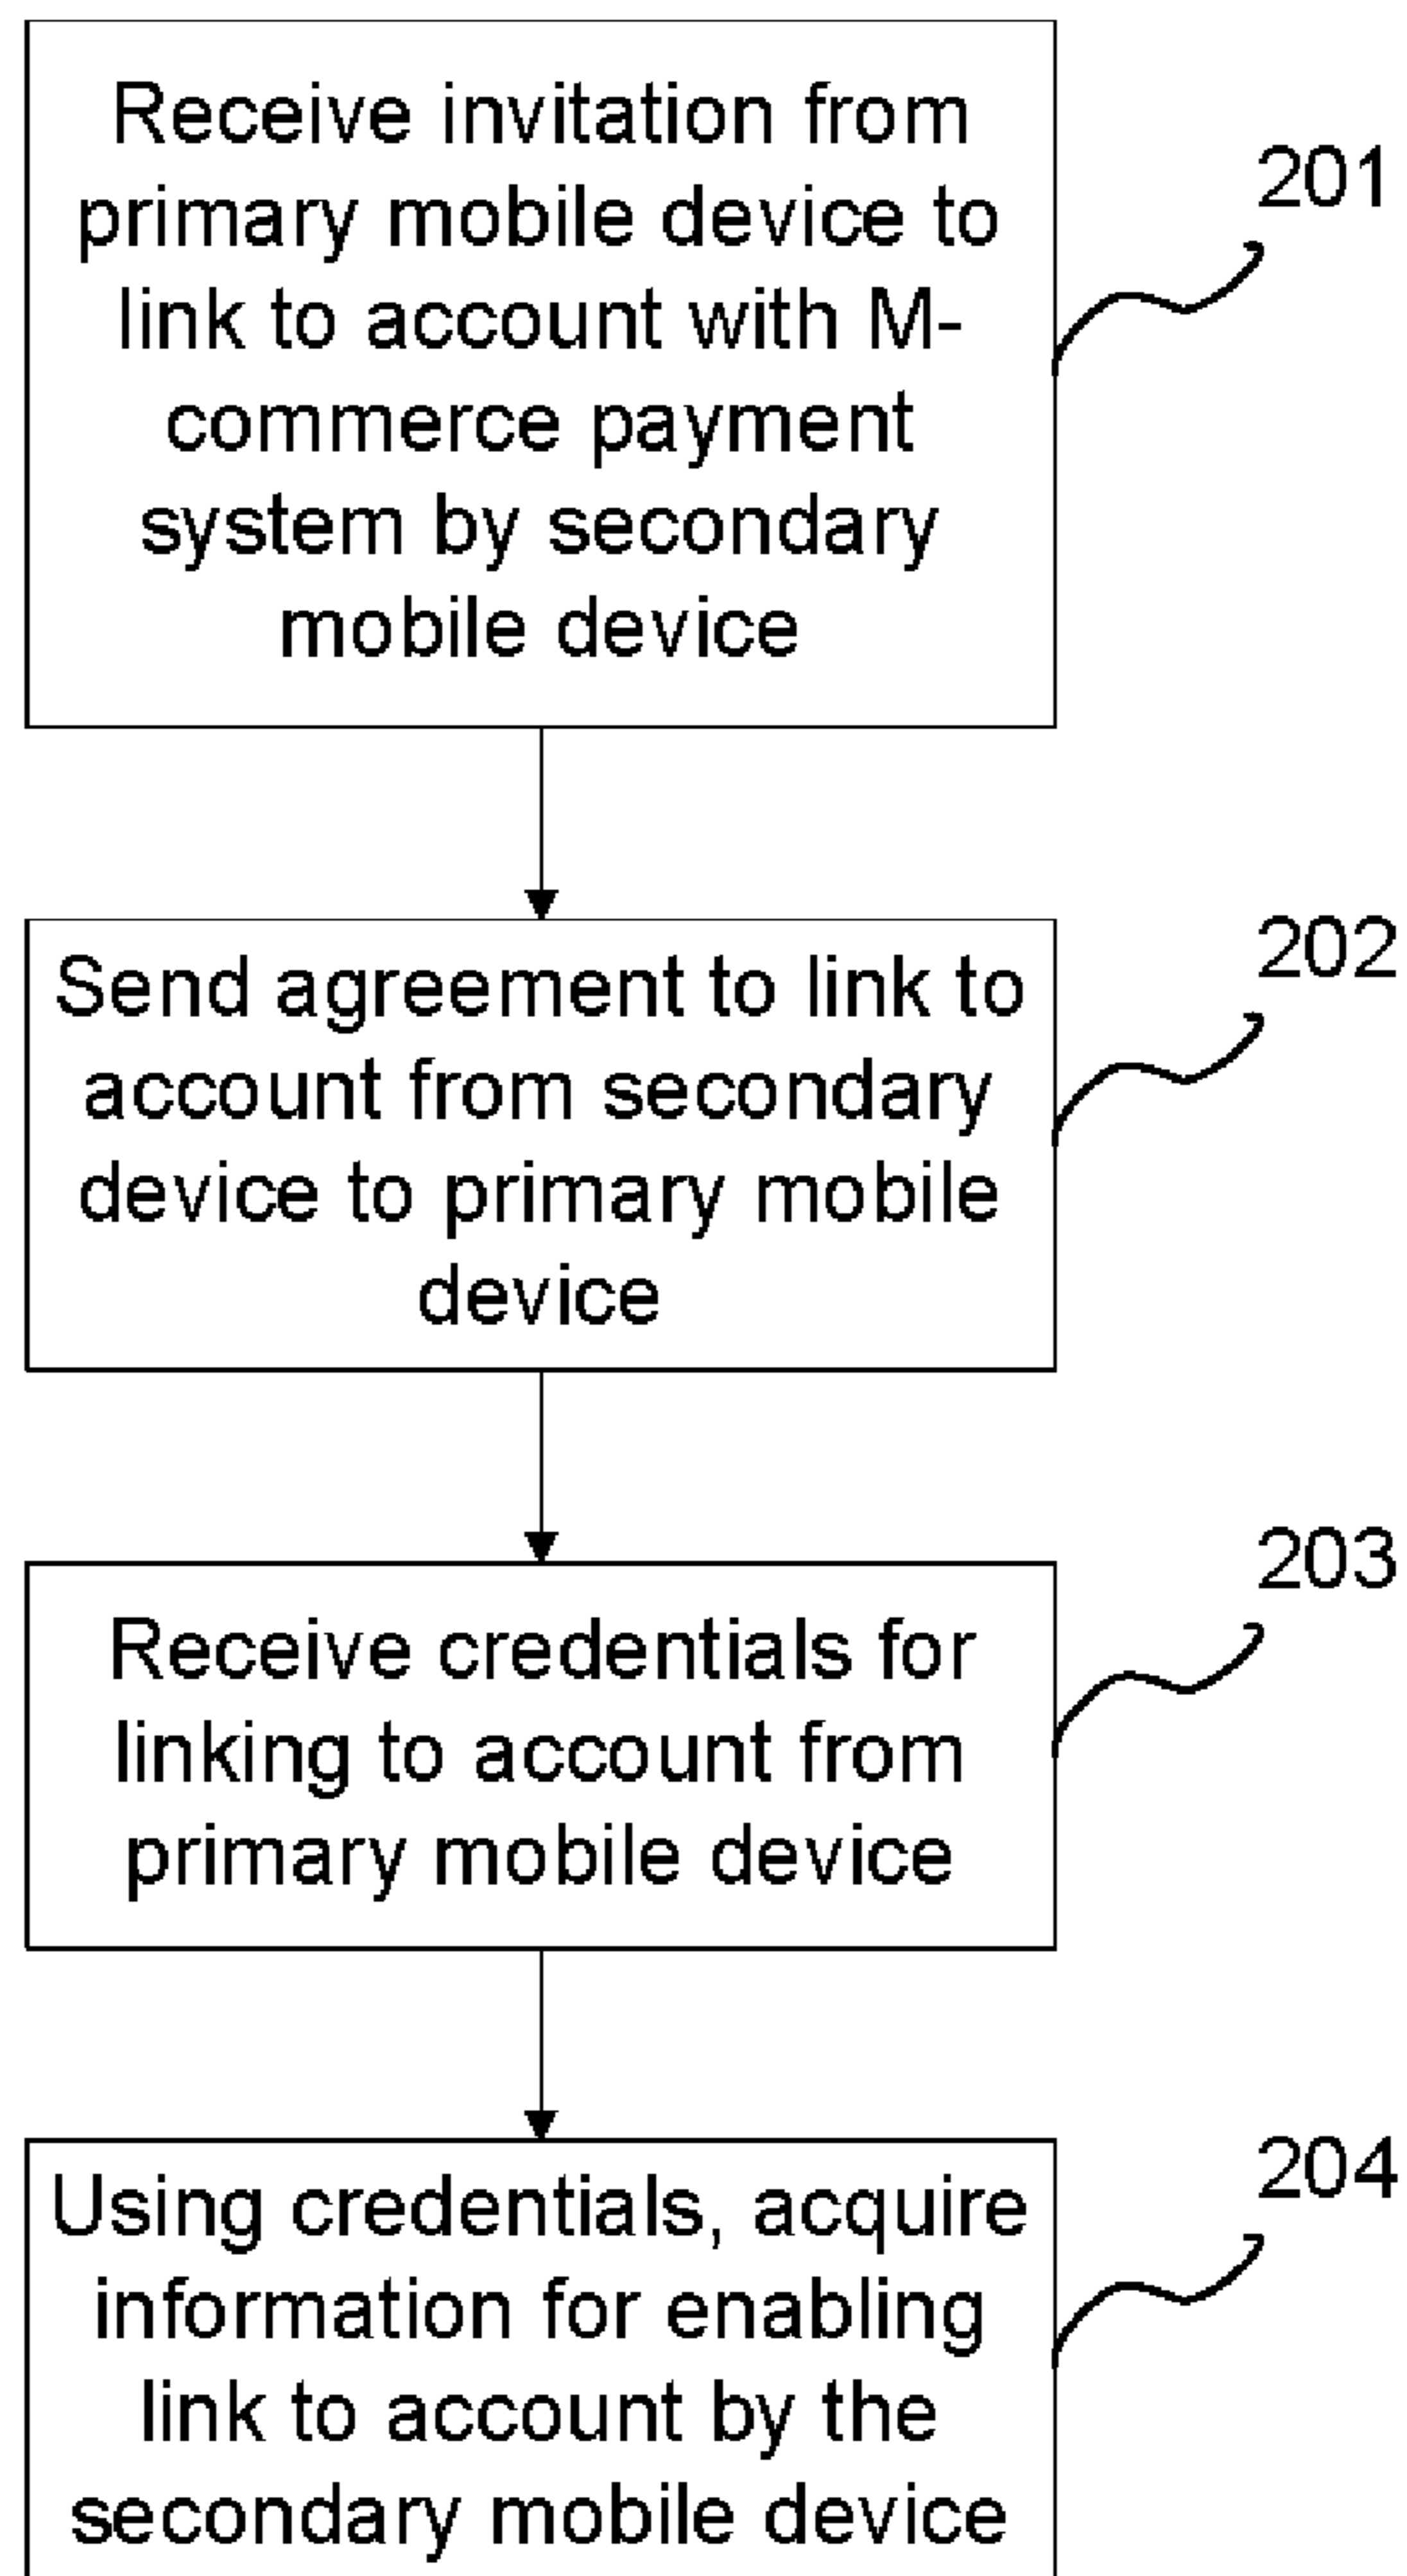 Receive invitation from
primary mobile device to
link to account with M-
commerce payment
system by secondary
mobile device
201
Send agreement to link to
account from secondary
device to primary mobile
device
202
Receive credentials for
linking to account from
primary mobile device
203
Using credentials, acquire
information for enabling
link to account by the
secondary mobile device
204